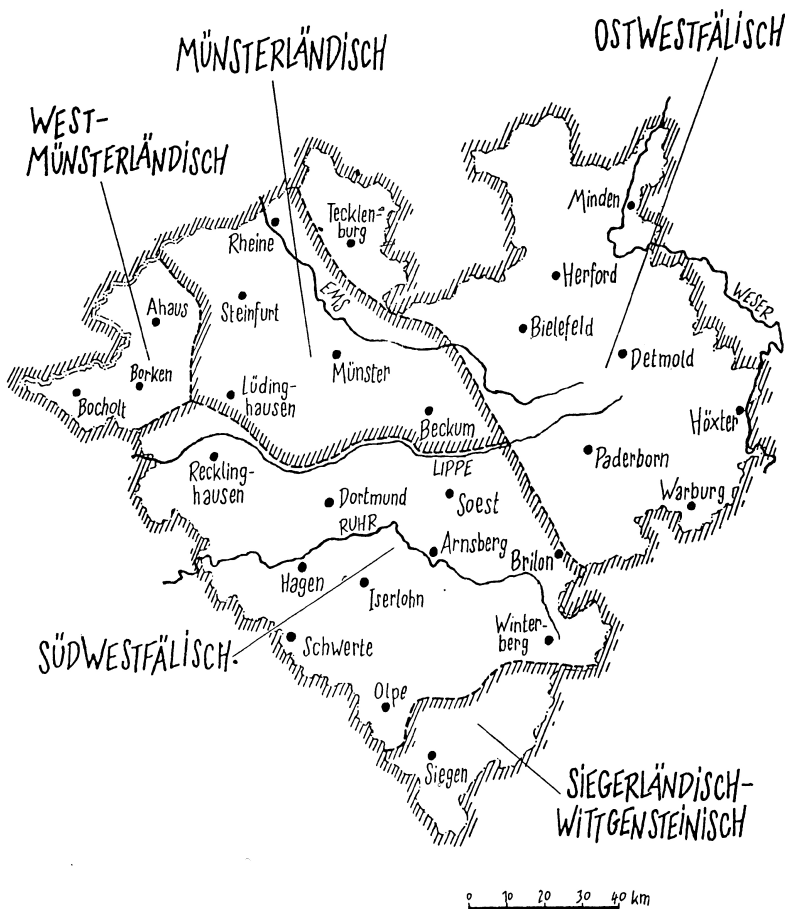 OSTWESTFÄLISCH
MÜNSTERLÄNDISCH
WEST-
MÜNSTERLÄNDISCH
Minden
Tecklen-
burg
Rheine
Herford
EMS
WESER
Ahaus
Steinfurt
Bielefeld
Detmold
Münster
Borken
Bocholt
Lüding-
hausen
Beckum
Höxter
LIPPE
Paderborn
Reckling-
hausen
Dortmund
Soest
Warburg
RUHR
Arnsberg
Brilon
Hagen
Iserlohn
SÜDWESTFÄLISCH
Schwerte
Winter-
berg
Olpe
Siegen
SIEGERLÄNDISCH-
WITTGENSTEINISCH
0 10 20 30 40 km